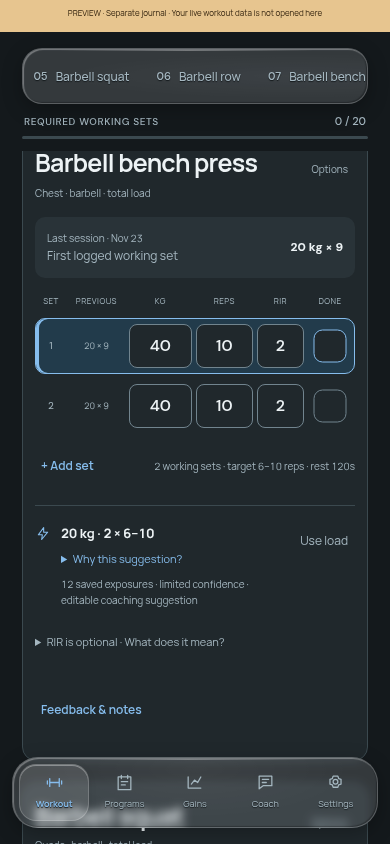 PREVIEW · Separate journal · Your live workout data is not opened here
05 Barbell squat 06 Barbell row 07 Barbell bench
REQUIRED WORKING SETS 0 / 20
Barbell bench press Options
Chest · barbell · total load
Last session · Nov 23
First logged working set 20 kg × 9
SET PREVIOUS KG REPS RIR DONE
1 20 × 9 40 10 2
2 20 × 9 40 10 2
+ Add set 2 working sets · target 6–10 reps · rest 120s
20 kg · 2 × 6–10 Use load
Why this suggestion?
12 saved exposures · limited confidence ·
editable coaching suggestion
RIR is optional · What does it mean?
Feedback & notes
Workout Programs Gains Coach Settings
Barbell squat